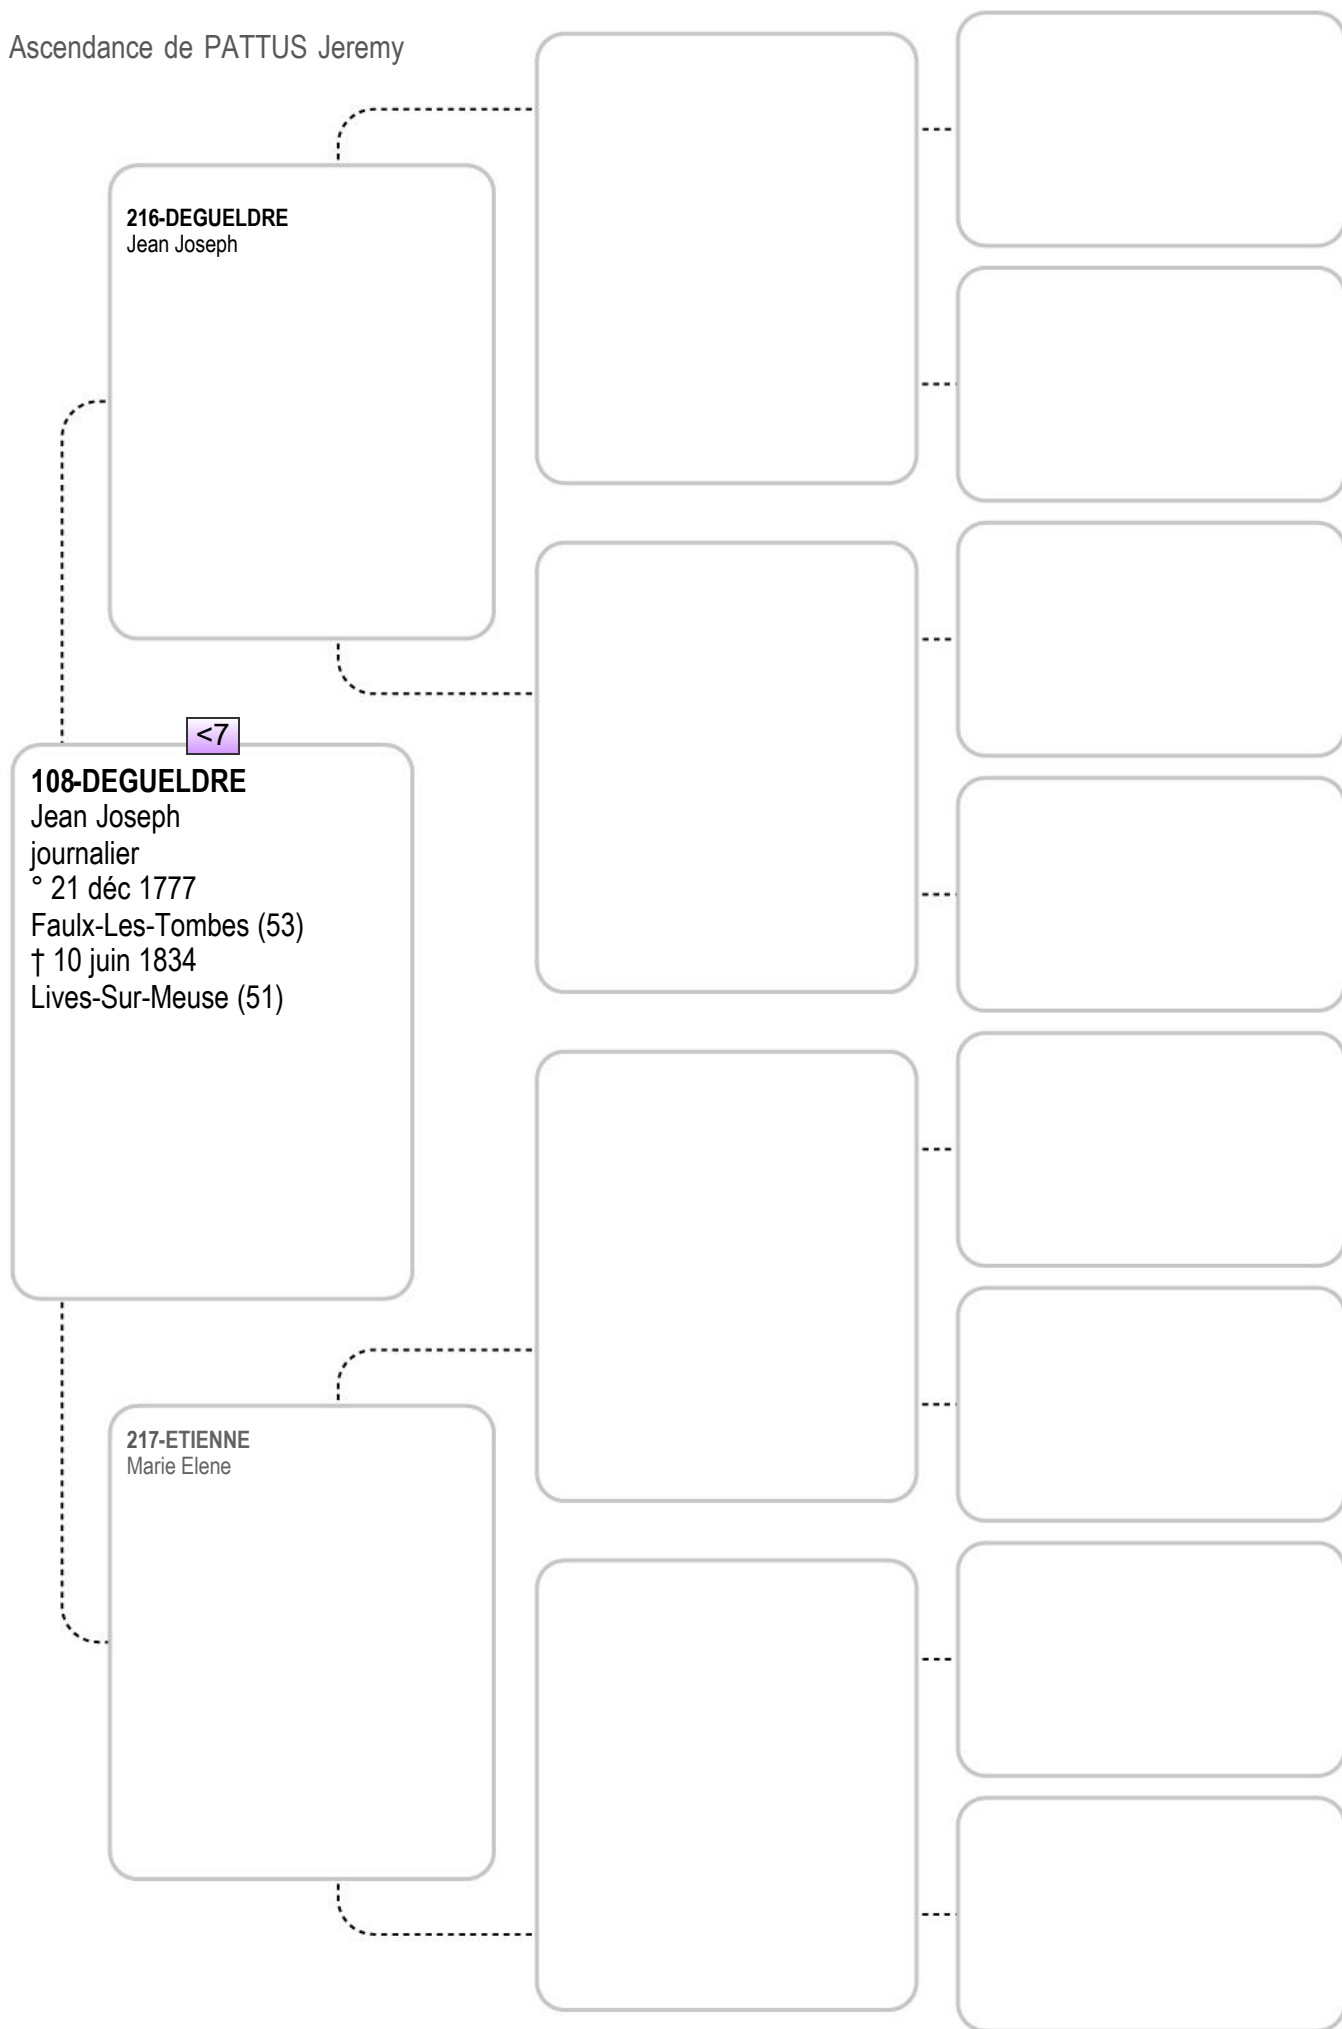 Ascendance de PATTUS Jeremy
216-DEGUELDRE
Jean Joseph
<7
108-DEGUELDRE
Jean Joseph
journalier
° 21 déc 1777
Faulx-Les-Tombes (53)
† 10 juin 1834
Lives-Sur-Meuse (51)
217-ETIENNE
Marie Elene